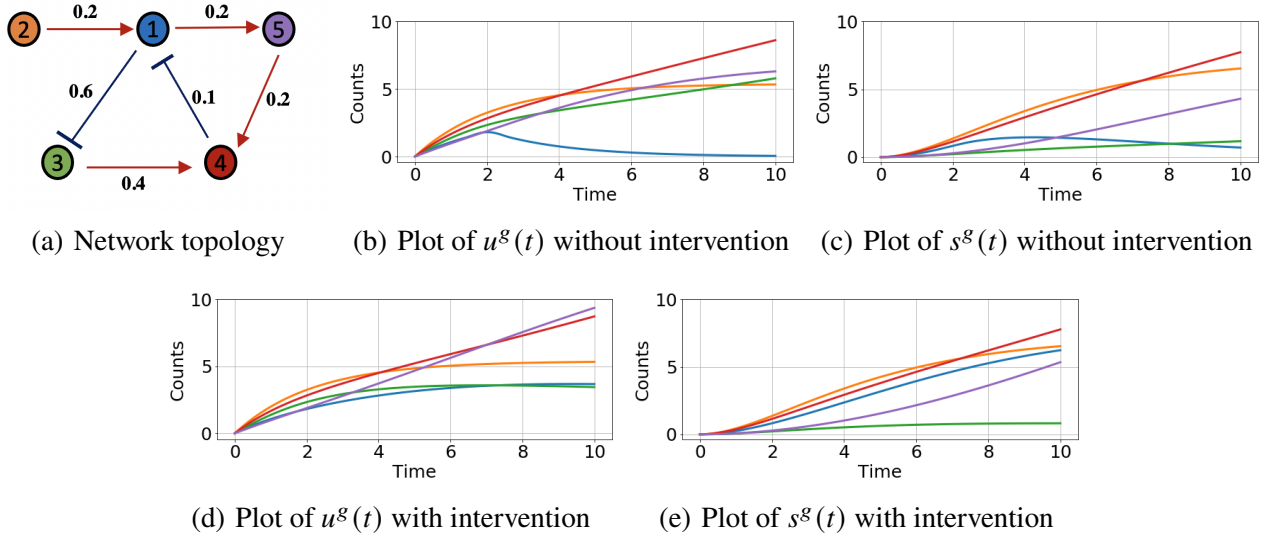 0.2
0.2
2
1
5
0.6
0.1
0.2
3
4
0.4
(a) Network topology
10
5
0
Counts
0 2 4 6 8 10
Time
(b) Plot of u^g(t) without intervention
10
5
0
Counts
0 2 4 6 8 10
Time
(c) Plot of s^g(t) without intervention
10
5
0
Counts
0 2 4 6 8 10
Time
(d) Plot of u^g(t) with intervention
10
5
0
Counts
0 2 4 6 8 10
Time
(e) Plot of s^g(t) with intervention